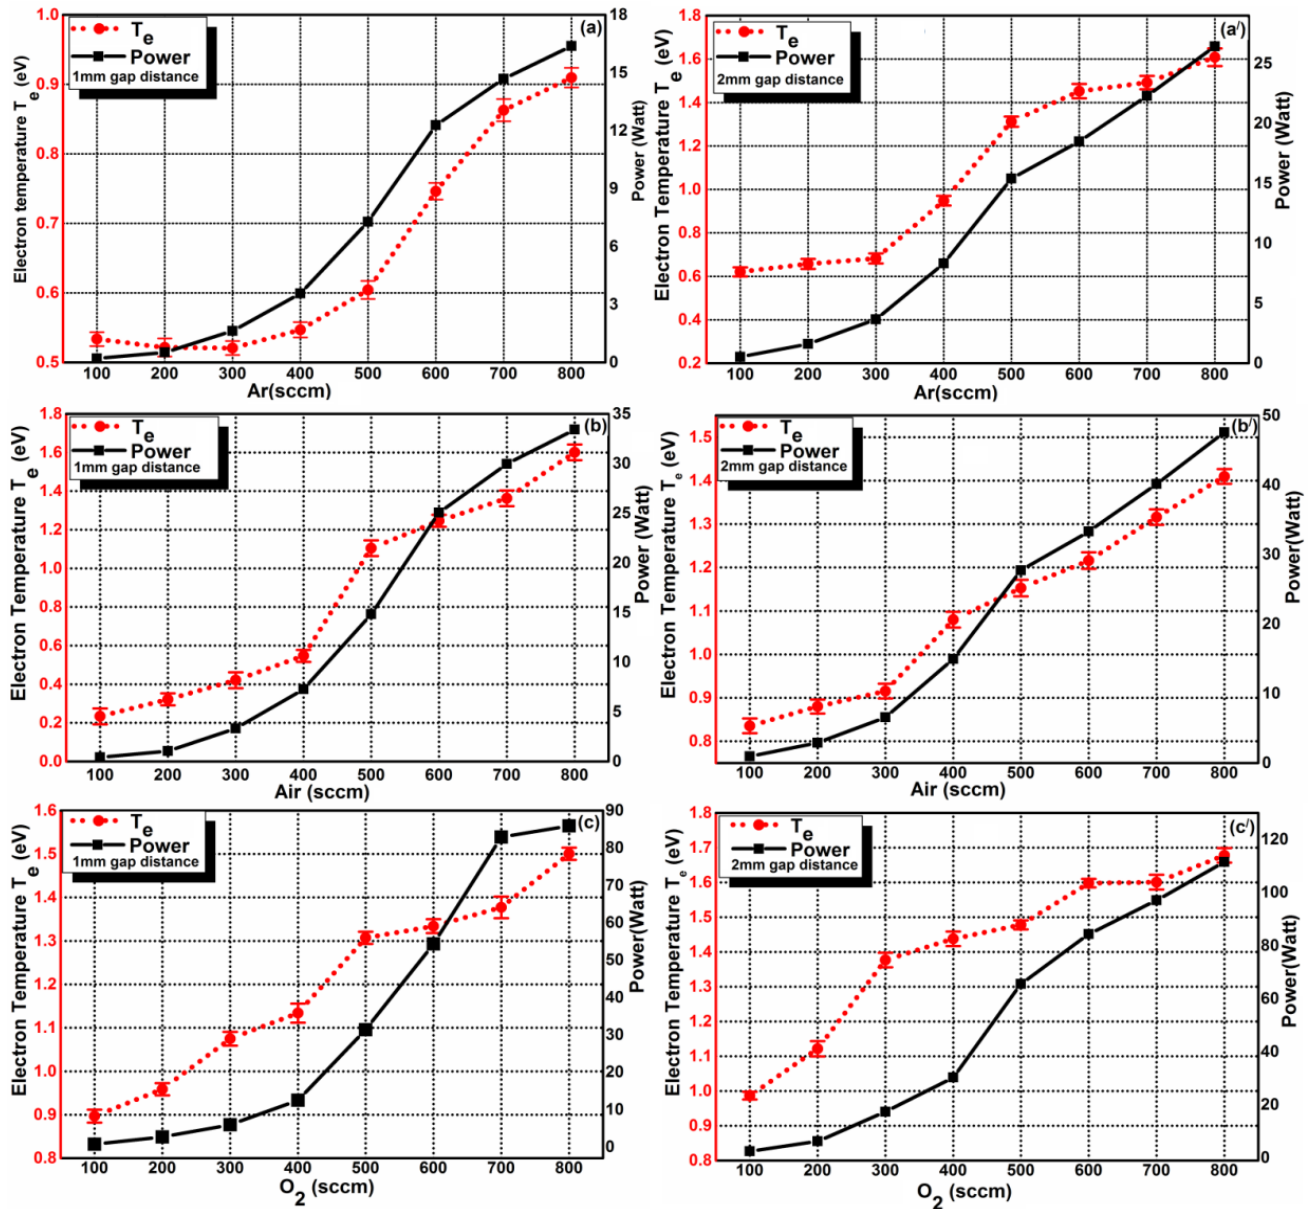 1.0
0.9
0.8
0.7
0.6
0.5
Electron temperature Te (eV)
Te
Power
1mm gap distance
(a)
18
15
12
9
6
3
0
Power (Watt)
100 200 300 400 500 600 700 800
Ar(sccm)
1.8
1.6
1.4
1.2
1.0
0.8
0.6
0.4
0.2
Electron Temperature Te (eV)
Te
Power
2mm gap distance
(a/)
25
20
15
10
5
0
Power (Watt)
100 200 300 400 500 600 700 800
Ar(sccm)
1.8
1.6
1.4
1.2
1.0
0.8
0.6
0.4
0.2
0.0
Electron Temperature Te (eV)
Te
Power
1mm gap distance
(b)
35
30
25
20
15
10
5
0
Power (Watt)
100 200 300 400 500 600 700 800
Air (sccm)
1.5
1.4
1.3
1.2
1.1
1.0
0.9
0.8
Electron Temperature Te (eV)
Te
Power
2mm gap distance
(b/)
50
40
30
20
10
0
Power(Watt)
100 200 300 400 500 600 700 800
Air (sccm)
1.6
1.5
1.4
1.3
1.2
1.1
1.0
0.9
0.8
Electron Temperature Te (eV)
Te
Power
1mm gap distance
(c)
90
80
70
60
50
40
30
20
10
0
Power(Watt)
100 200 300 400 500 600 700 800
O2 (sccm)
1.8
1.7
1.6
1.5
1.4
1.3
1.2
1.1
1.0
0.9
0.8
Electron Temperature Te (eV)
Te
Power
2mm gap distance
(c/)
120
100
80
60
40
20
0
Power(Watt)
100 200 300 400 500 600 700 800
O2 (sccm)